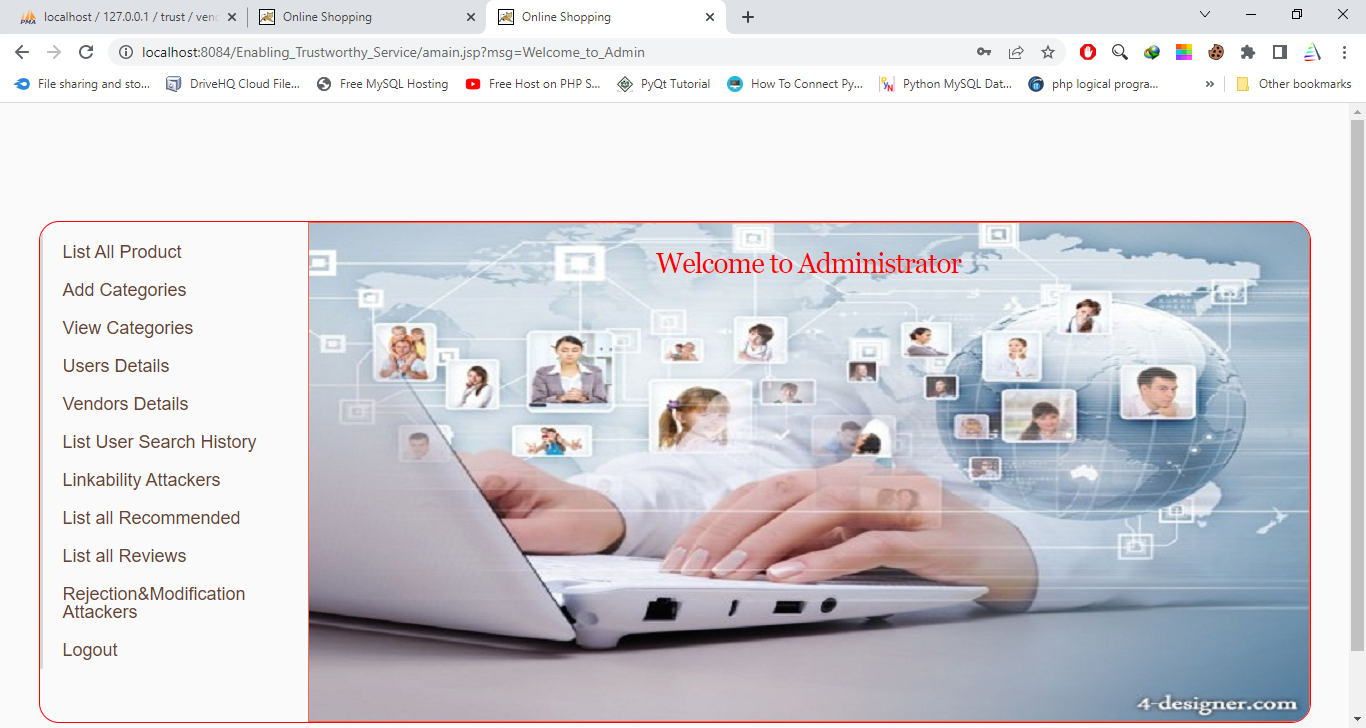 localhost / 127.0.0.1 / trust / ven
Online Shopping
Online Shopping
localhost:8084/Enabling_Trustworthy_Service/amain.jsp?msg=Welcome_to_Admin
File sharing and sto...
DriveHQ Cloud File...
Free MySQL Hosting
Free Host on PHP S...
PyQt Tutorial
How To Connect Py...
Python MySQL Dat...
php logical progra...
»
Other bookmarks
List All Product
Add Categories
View Categories
Users Details
Vendors Details
List User Search History
Linkability Attackers
List all Recommended
List all Reviews
Rejection&Modification
Attackers
Logout
Welcome to Administrator
4-designer.com